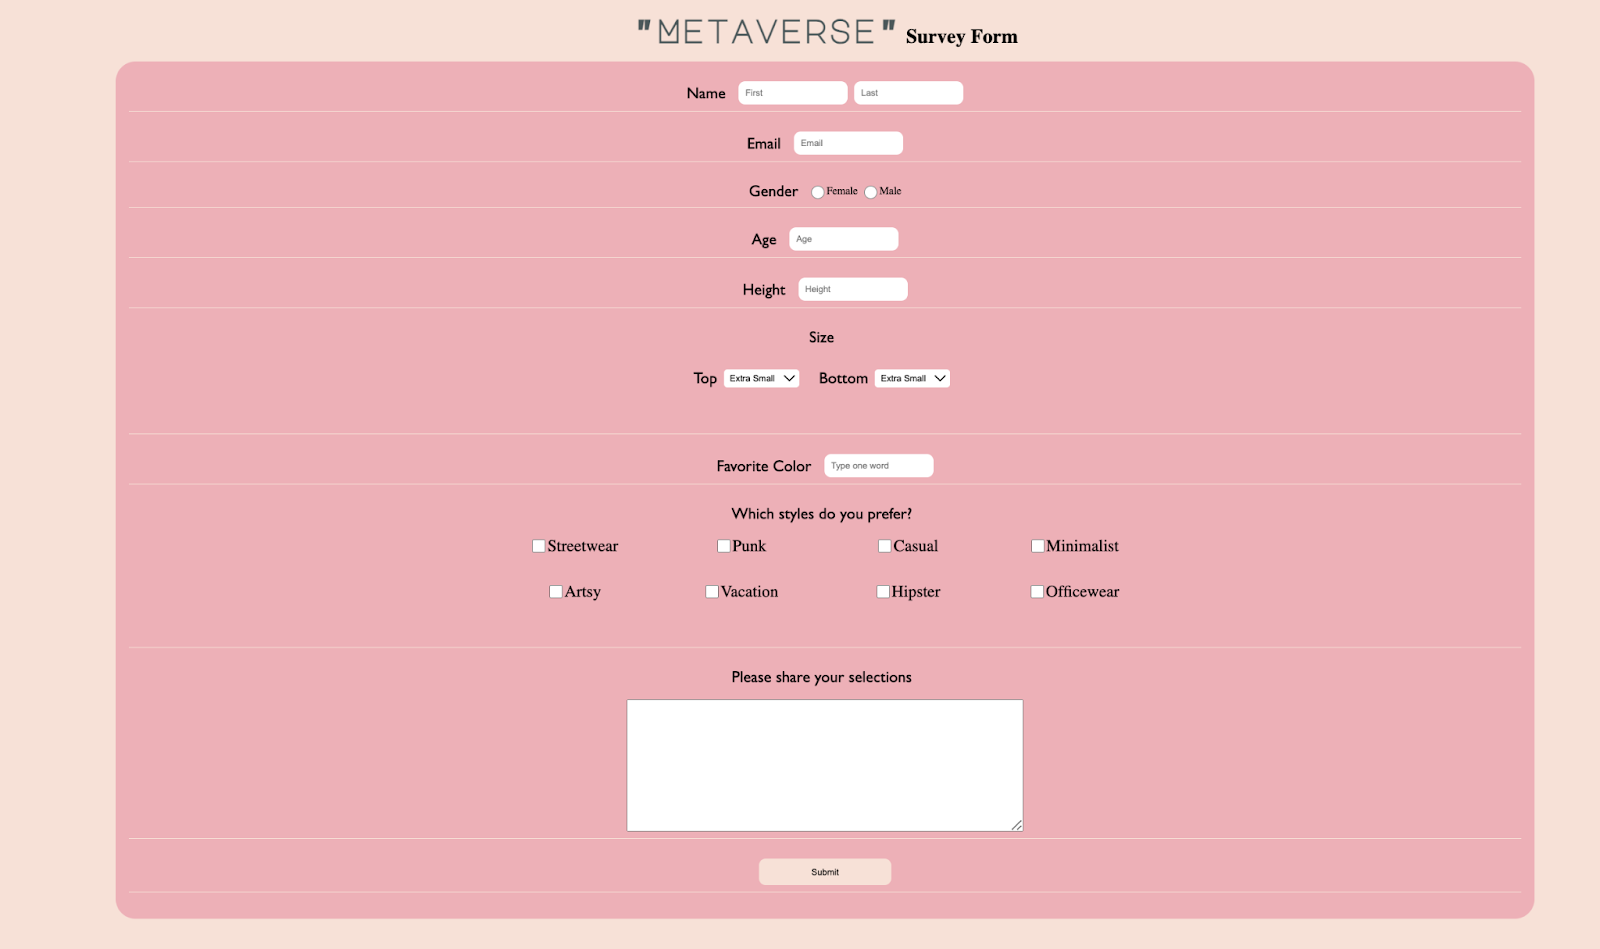 "METAVERSE" Survey Form
Name First Last
Email Email
Gender Female Male
Age Age
Height Height
Size
Top Extra Small Bottom Extra Small
Favorite Color Type one word
Which styles do you prefer?
Streetwear Punk Casual Minimalist
Artsy Vacation Hipster Officewear
Please share your selections
Submit